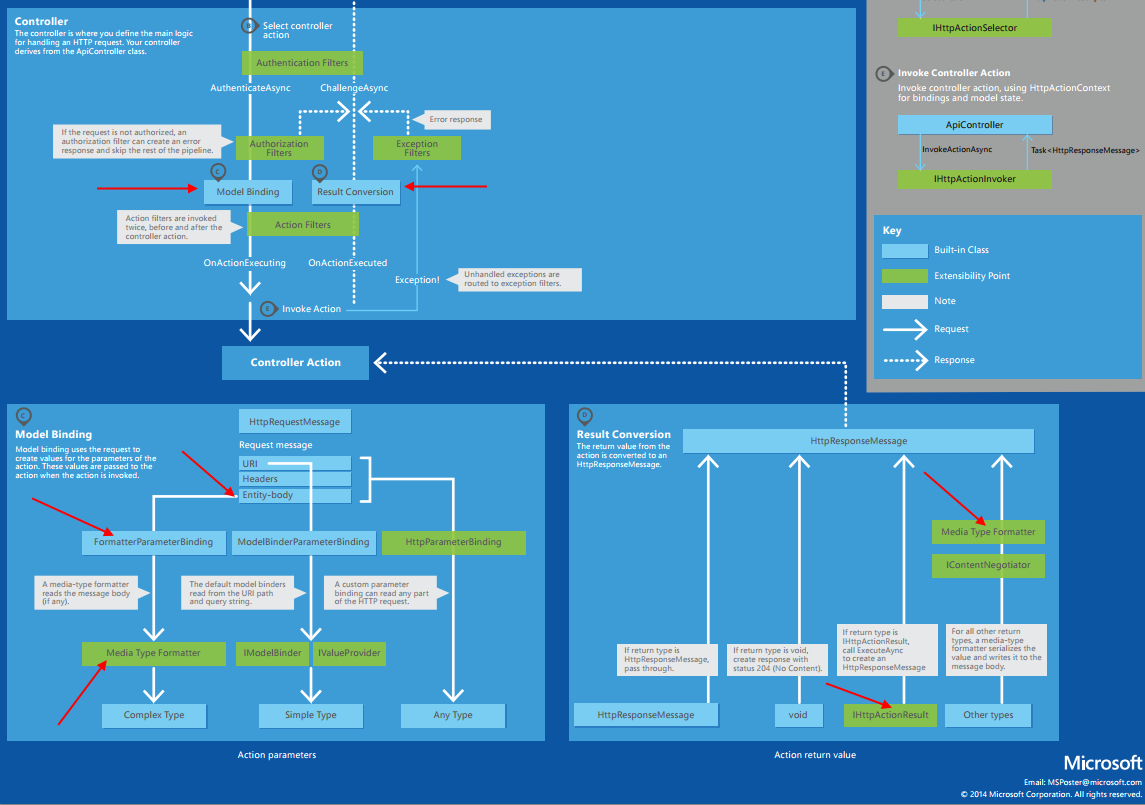 Controller
The controller is where you define the main logic
for handling an HTTP request. Your controller
derives from the ApiController class.
B
Select controller
action
Authentication Filters
AuthenticateAsync
ChallengeAsync
Error response
If the request is not authorized, an
authorization filter can create an error
response and skip the rest of the pipeline.
Authorization
Filters
Exception
Filters
C
D
Model Binding
Result Conversion
Action filters are invoked
twice, before and after the
controller action.
Action Filters
OnActionExecuting
OnActionExecuted
Exception!
Unhandled exceptions are
routed to exception filters.
E
Invoke Action
IHttpActionSelector
E
Invoke Controller Action
Invoke controller action, using HttpActionContext
for bindings and model state.
ApiController
InvokeActionAsync
Task<HttpResponseMessage>
IHttpActionInvoker
Key
Built-in Class
Extensibility Point
Note
Request
Response
Controller Action
C
Model Binding
Model binding uses the request to
create values for the parameters of the
action. These values are passed to the
action when the action is invoked.
HttpRequestMessage
Request message
URI
Headers
Entity-body
FormatterParameterBinding
ModelBinderParameterBinding
HttpParameterBinding
A media-type formatter
reads the message body
(if any).
The default model binders
read from the URI path
and query string.
A custom parameter
binding can read any part
of the HTTP request.
Media Type Formatter
IModelBinder
IValueProvider
Complex Type
Simple Type
Any Type
Action parameters
D
Result Conversion
The return value from the
action is converted to an
HttpResponseMessage.
HttpResponseMessage
Media Type Formatter
IContentNegotiator
If return type is
HttpResponseMessage,
pass through.
If return type is void,
create response with
status 204 (No Content).
If return type is
IHttpActionResult,
call ExecuteAync
to create an
HttpResponseMessage
For all other return
types, a media-type
formatter serializes the
value and writes it to the
message body.
HttpResponseMessage
void
IHttpActionResult
Other types
Action return value
Microsoft
Email: MSPoster@microsoft.com
© 2014 Microsoft Corporation. All rights reserved.